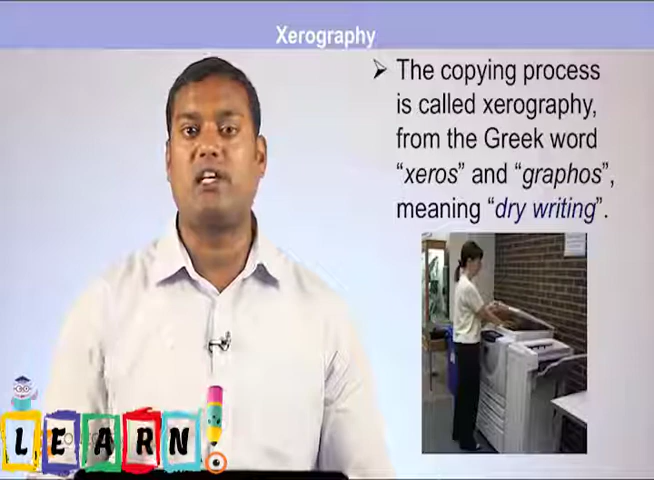 Xerography
➢ The copying process
is called xerography,
from the Greek word
“xeros” and “graphos”,
meaning “dry writing”.
LEARN